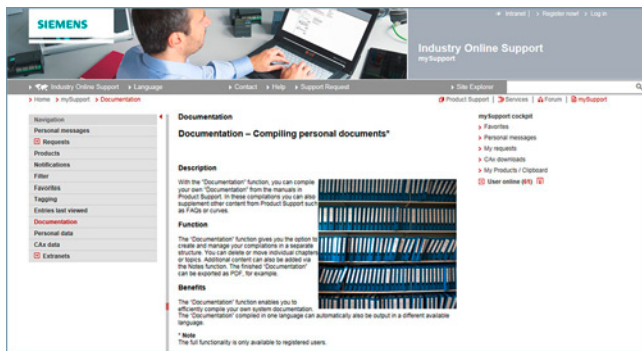 SIEMENS
Intranet | Register now! Log in
Industry Online Support
mySupport
Industry Online Support Language Contact Help Support Request Site Explorer
Home mySupport Documentation Product Support | Services | Forum | mySupport
Navigation
Personal messages
Requests
Products
Notifications
Filter
Favorites
Tagging
Entries last viewed
Documentation
Personal data
CAx data
Extranets
Documentation
Documentation – Compiling personal documents*
Description
With the "Documentation" function, you can compile
your own "Documentation" from the manuals in
Product Support. In these compilations you can also
supplement other content from Product Support such
as FAQs or curves.
Function
The "Documentation" function gives you the option to
create and manage your compilations in a separate
structure. You can delete or move individual chapters
or topics. Additional content can also be added via
the Notes function. The finished "Documentation"
can be exported as PDF, for example.
Benefits
The "Documentation" function enables you to
efficiently compile your own system documentation.
The "Documentation" compiled in one language can automatically also be output in a different available
language.
* Note
The full functionality is only available to registered users.
mySupport cockpit
Favorites
Personal messages
My requests
CAx downloads
My Products / Clipboard
User online (61)